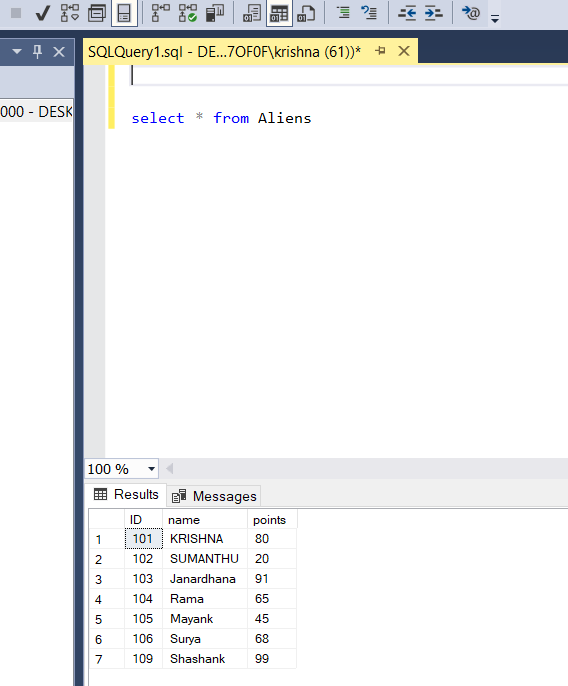 SQLQuery1.sql - DE...7OF0F\krishna (61))*
000 - DESK
select * from Aliens
100 %
Results Messages
ID name points
1 101 KRISHNA 80
2 102 SUMANTHU 20
3 103 Janardhana 91
4 104 Rama 65
5 105 Mayank 45
6 106 Surya 68
7 109 Shashank 99